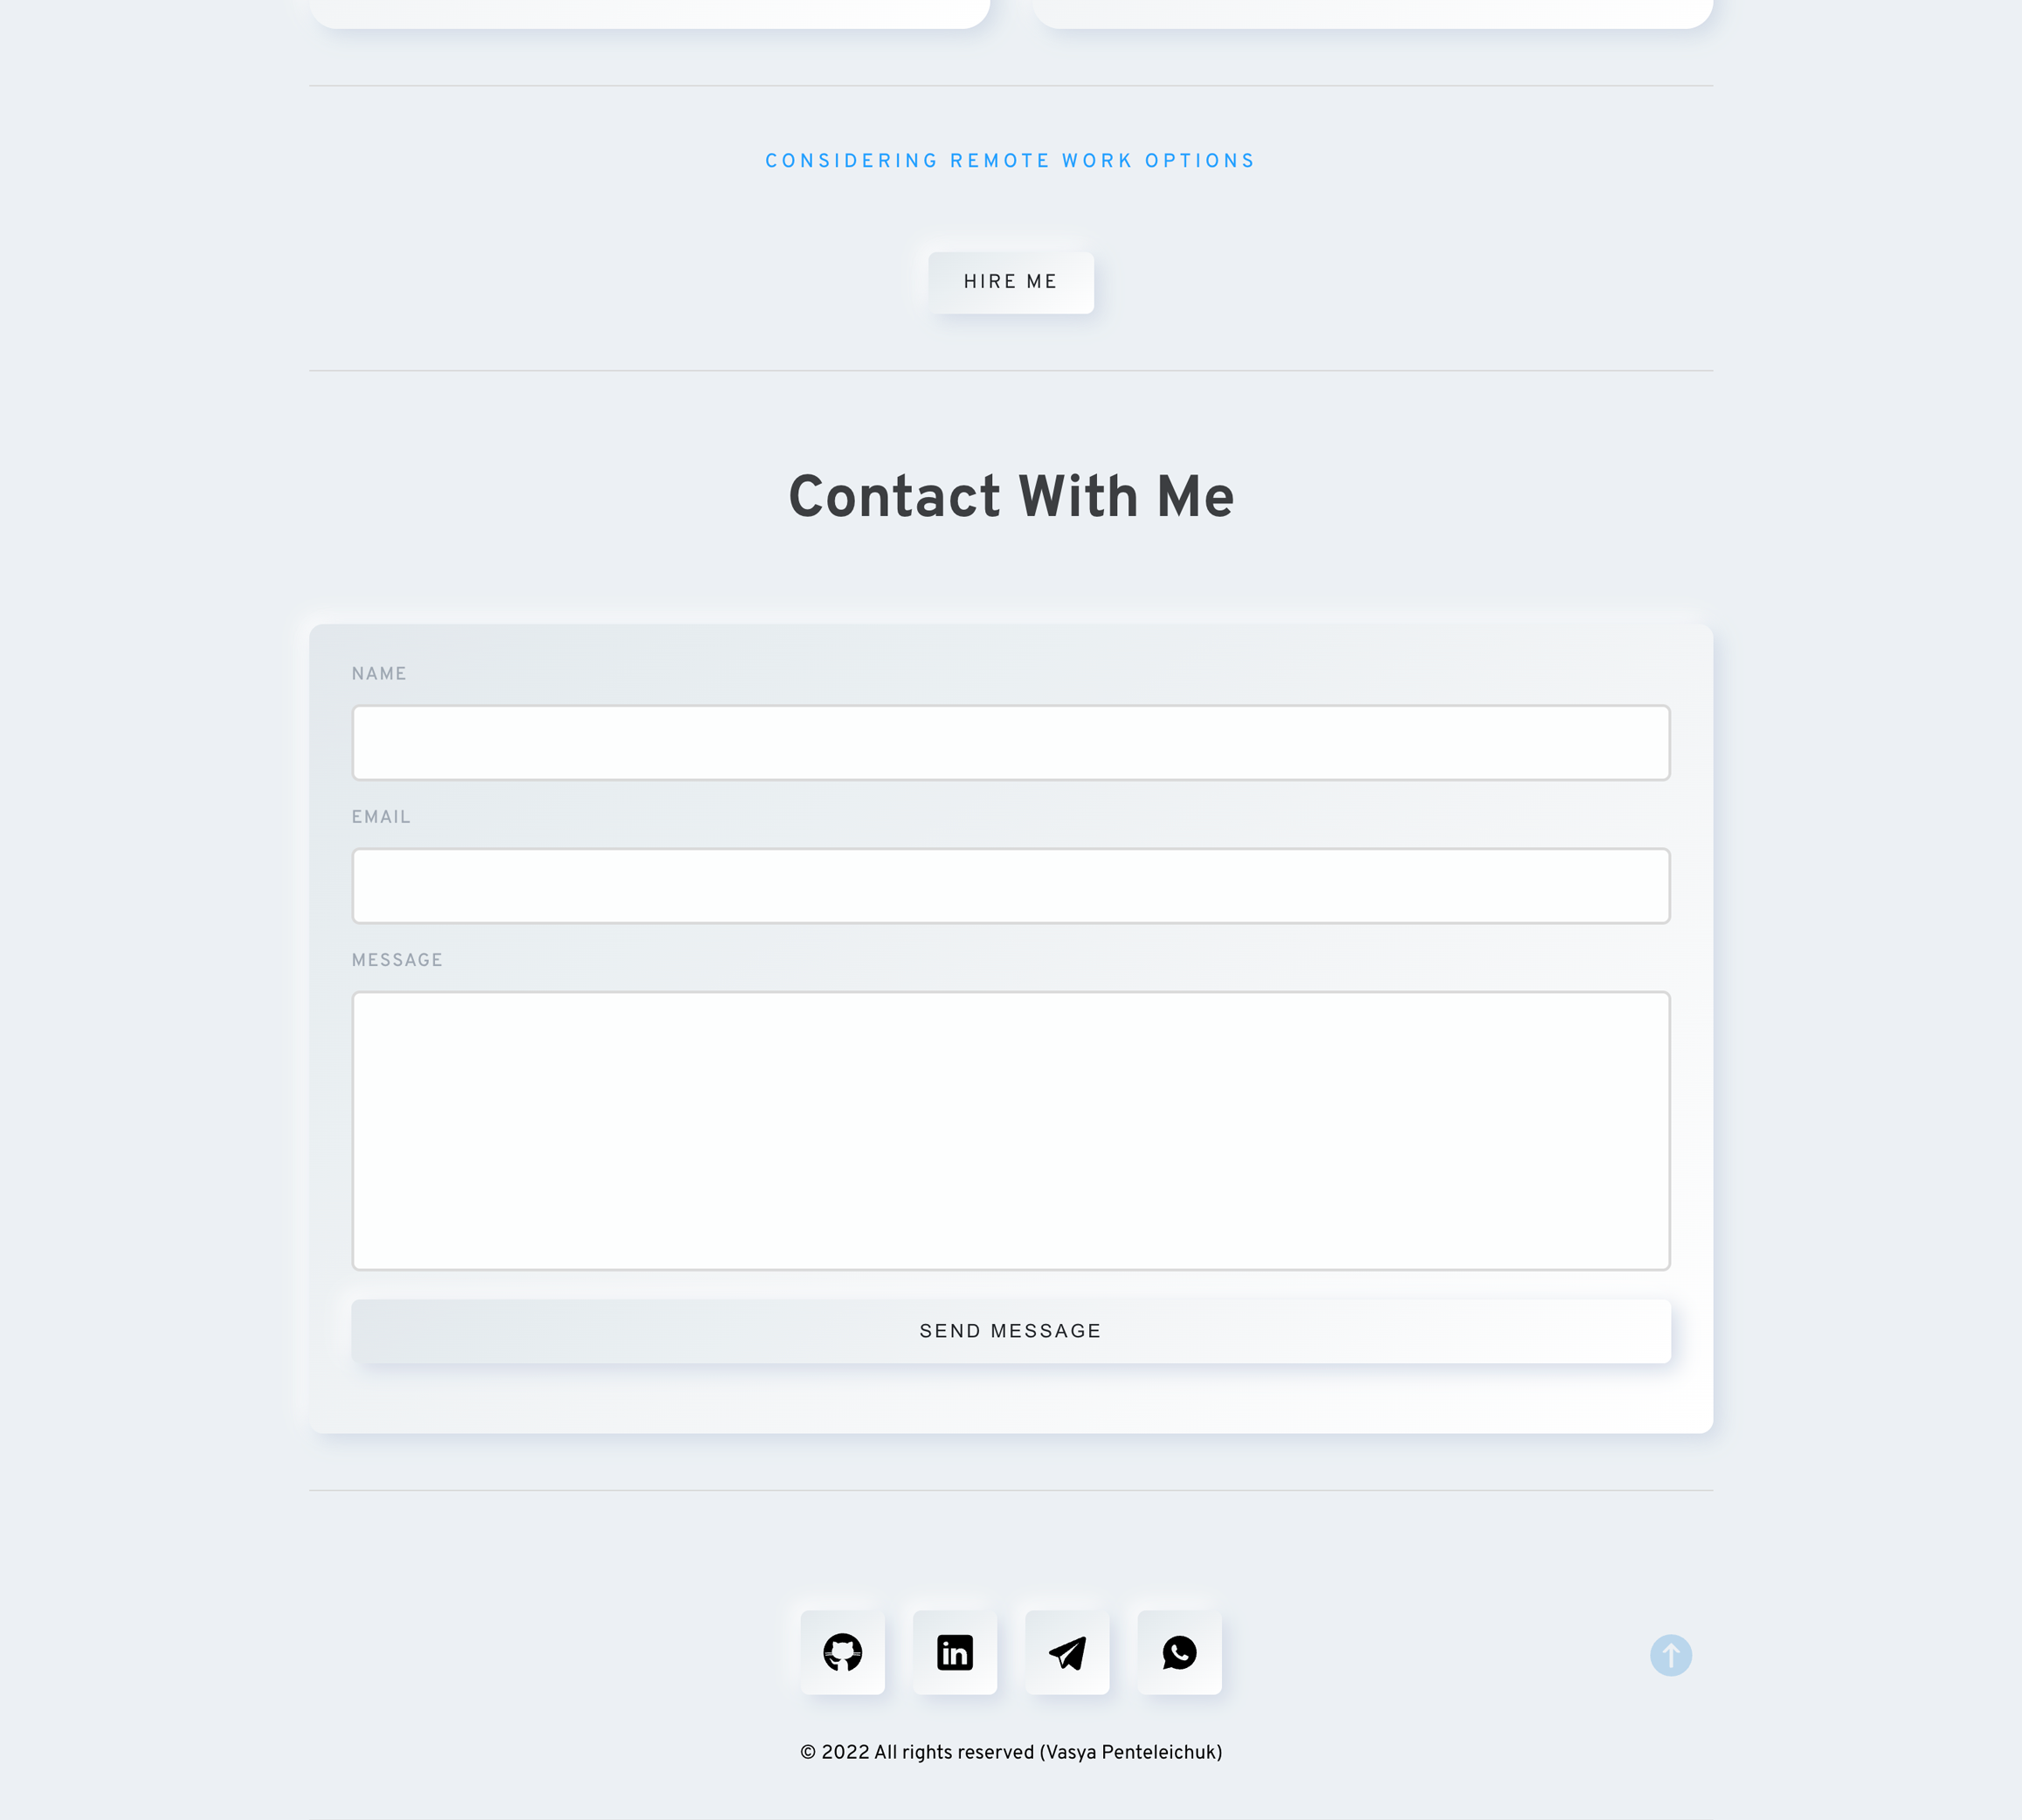 CONSIDERING REMOTE WORK OPTIONS
HIRE ME
Contact With Me
NAME
EMAIL
MESSAGE
SEND MESSAGE
in
© 2022 All rights reserved (Vasya Penteleichuk)